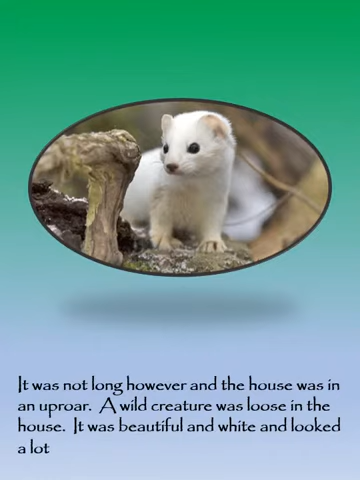 It was not long however and the house was in
an uproar.  A wild creature was loose in the
house.  It was beautiful and white and looked
a lot